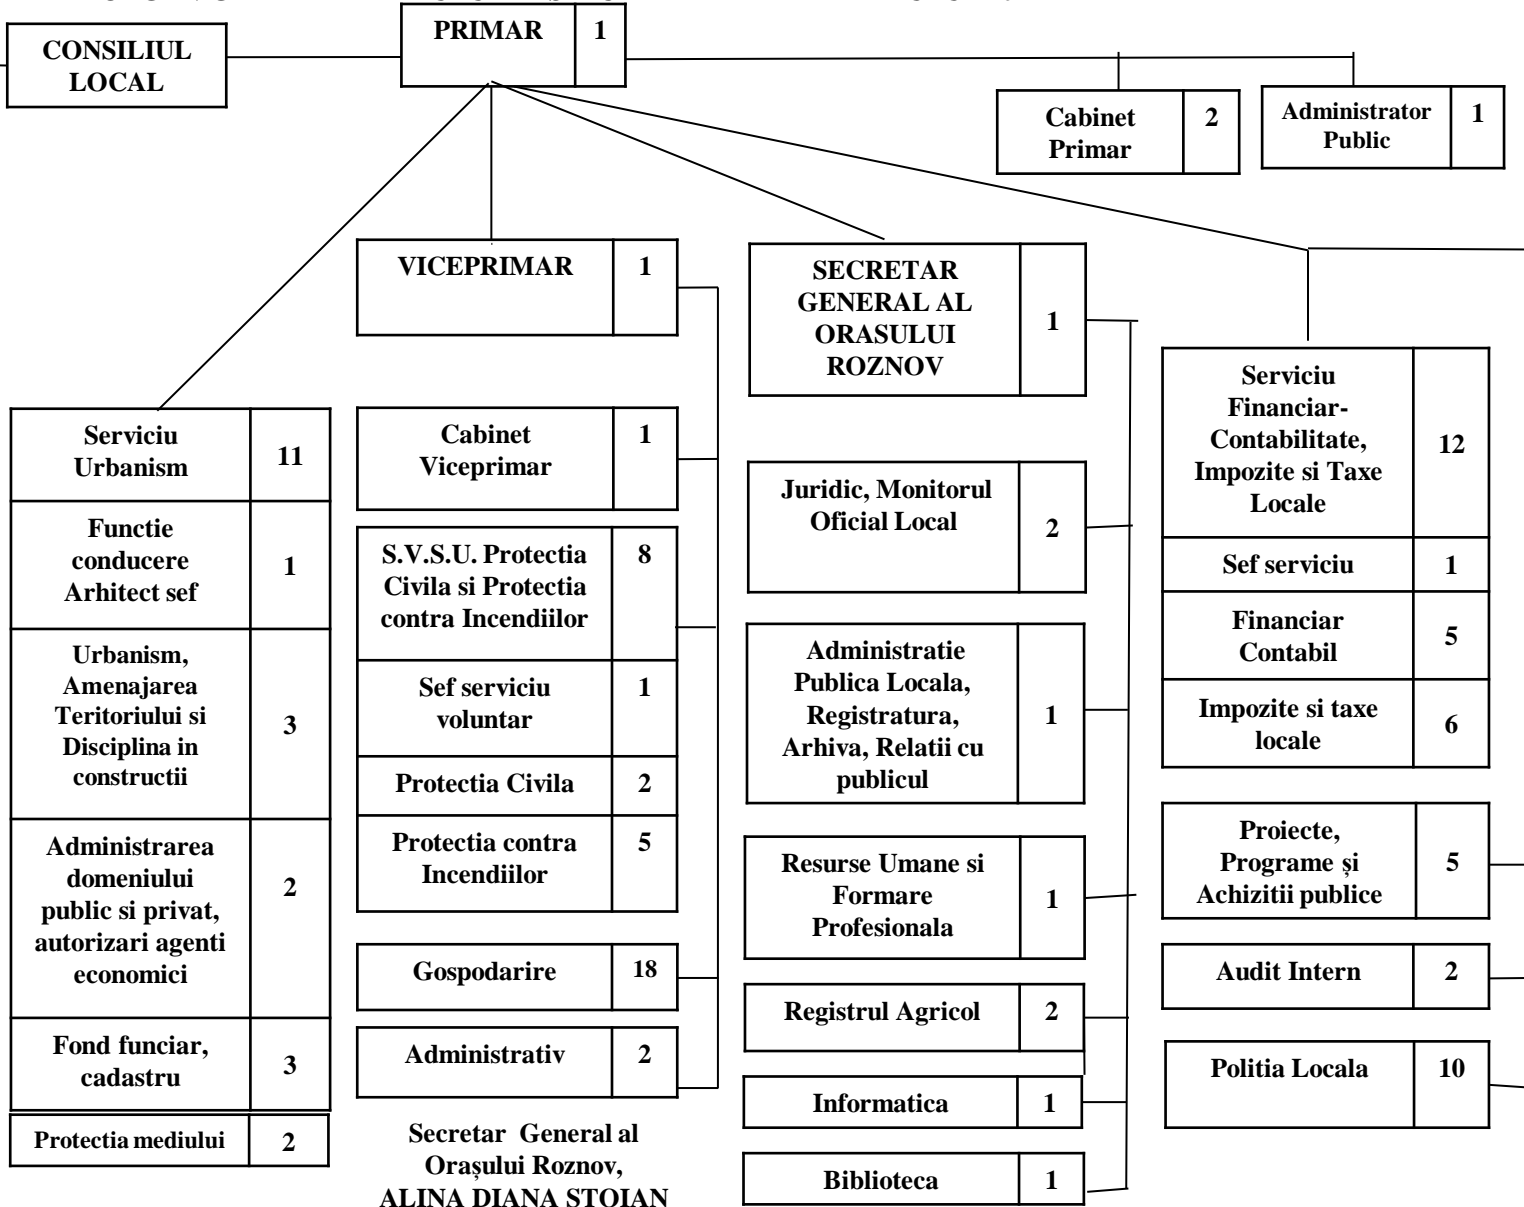 CONSILIUL
LOCAL
PRIMAR 1
Cabinet
Primar
2
Administrator
Public
1
VICEPRIMAR 1
SECRETAR
GENERAL AL
ORASULUI
ROZNOV
1
Serviciu
Urbanism
11
Functie
conducere
Arhitect sef
1
Urbanism,
Amenajarea
Teritoriului si
Disciplina in
constructii
3
Administrarea
domeniului
public si privat,
autorizari agenti
economici
2
Fond funciar,
cadastru
3
Protectia mediului 2
Cabinet
Viceprimar
1
S.V.S.U. Protectia
Civila si Protectia
contra Incendiilor
8
Sef serviciu
voluntar
1
Protectia Civila 2
Protectia contra
Incendiilor
5
Gospodarire 18
Administrativ 2
Secretar General al
Orașului Roznov,
ALINA DIANA STOIAN
Juridic, Monitorul
Oficial Local
2
Administratie
Publica Locala,
Registratura,
Arhiva, Relatii cu
publicul
1
Resurse Umane si
Formare
Profesionala
1
Registrul Agricol 2
Informatica 1
Biblioteca 1
Serviciu
Financiar-
Contabilitate,
Impozite si Taxe
Locale
12
Sef serviciu 1
Financiar
Contabil
5
Impozite si taxe
locale
6
Proiecte,
Programe și
Achizitii publice
5
Audit Intern 2
Politia Locala 10